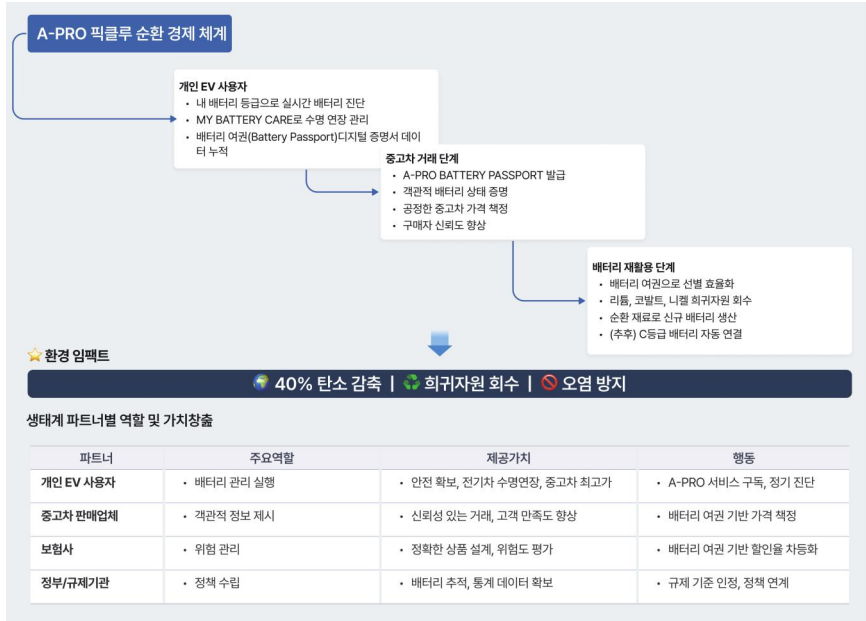 A-PRO 픽클루 순환 경제 체계
개인 EV 사용자
• 내 배터리 등급으로 실시간 배터리 진단
• MY BATTERY CARE로 수명 연장 관리
• 배터리 여권(Battery Passport)디지털 증명서 데이
터 누적
중고차 거래 단계
• A-PRO BATTERY PASSPORT 발급
• 객관적 배터리 상태 증명
• 공정한 중고차 가격 책정
• 구매자 신뢰도 향상
배터리 재활용 단계
• 배터리 여권으로 선별 효율화
• 리튬, 코발트, 니켈 희귀자원 회수
• 순환 재료로 신규 배터리 생산
• (추후) C등급 배터리 자동 연결
⭐ 환경 임팩트
🌍 40% 탄소 감축 | ♻️ 희귀자원 회수 | 🚫 오염 방지
생태계 파트너별 역할 및 가치창출
파트너 주요역할 제공가치 행동
개인 EV 사용자 • 배터리 관리 실행 • 안전 확보, 전기차 수명연장, 중고차 최고가 • A-PRO 서비스 구독, 정기 진단
중고차 판매업체 • 객관적 정보 제시 • 신뢰성 있는 거래, 고객 만족도 향상 • 배터리 여권 기반 가격 책정
보험사 • 위험 관리 • 정확한 상품 설계, 위험도 평가 • 배터리 여권 기반 할인율 차등화
정부/규제기관 • 정책 수립 • 배터리 추적, 통계 데이터 확보 • 규제 기준 인정, 정책 연계